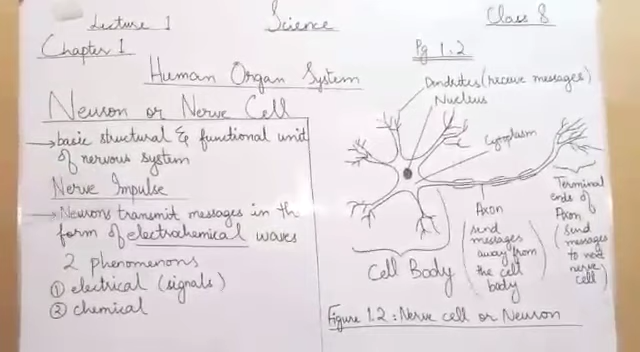 Lecture 1 Science Class 8
Chapter 1 Pg 1.2
Human Organ System
Neuron or Nerve Cell
→ basic structural & functional unit
of nervous system
Nerve Impulse
→ Neurons transmit messages in th
form of electrochemical waves
2 Phenomenons
① electrical (signals)
② chemical
Dendrites (receive messages)
Nucleus
Cytoplasm
Cell Body
Axon
(send
messages
away from
the cell
body)
Terminal
ends of
Axon
(send
messages
to next
nerve
cell)
Figure 1.2: Nerve cell or Neuron